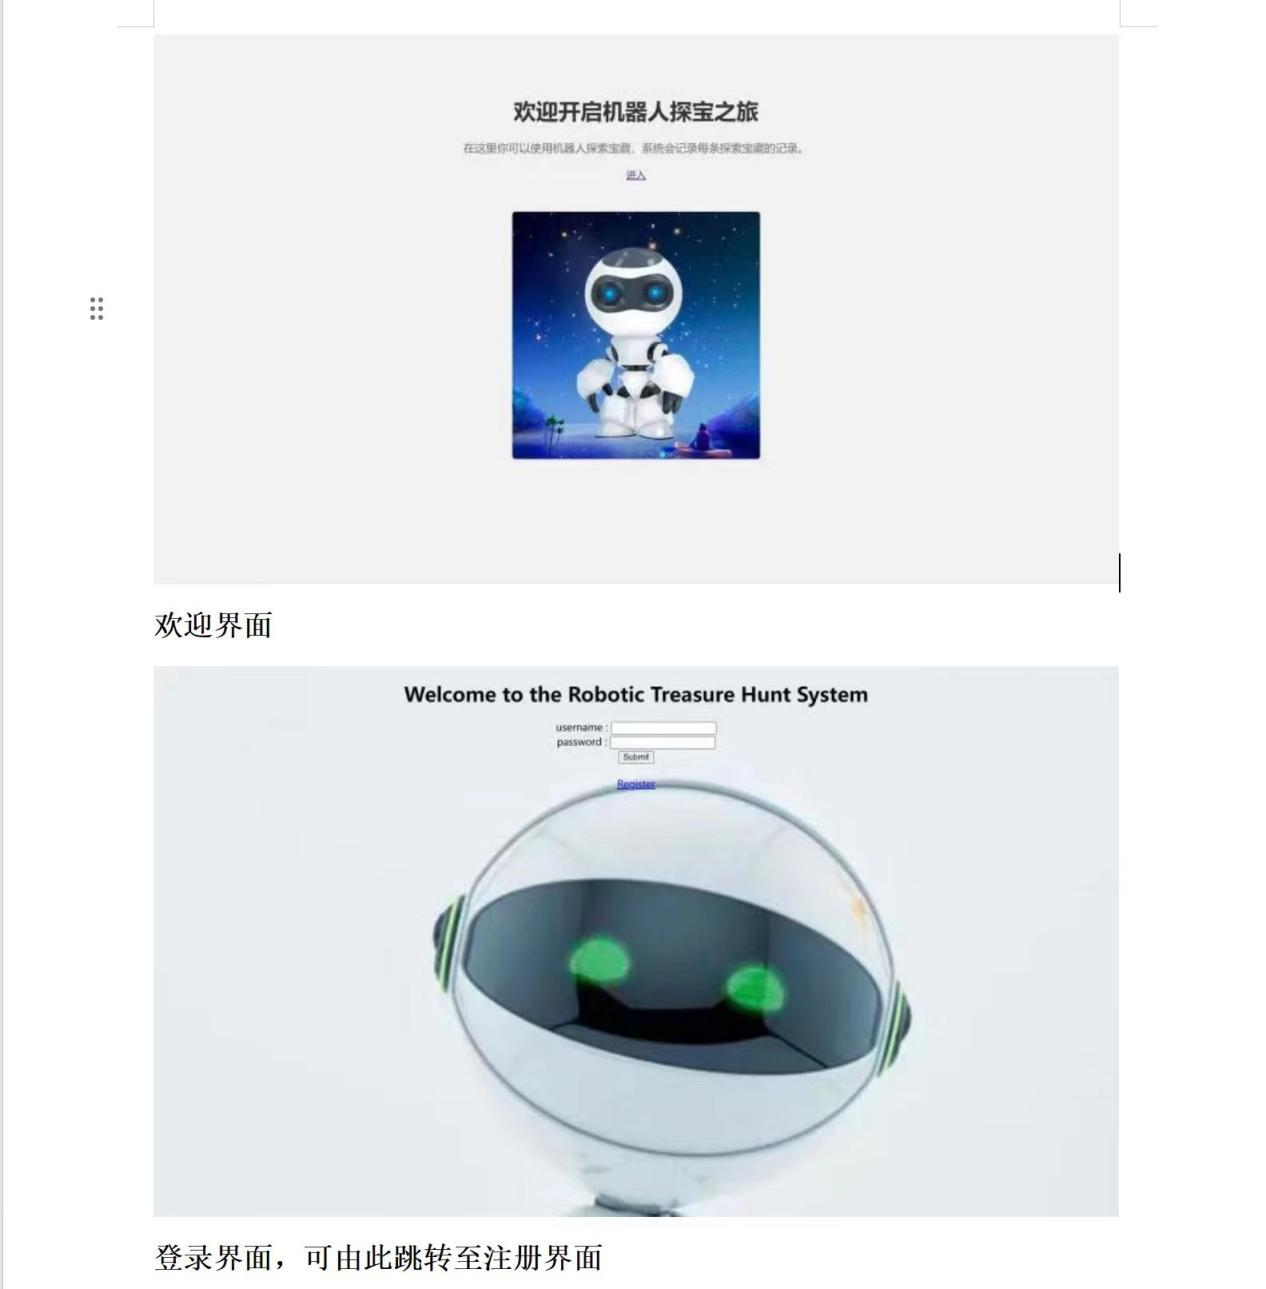 欢迎开启机器人探宝之旅
在这里你可以使用机器人探索宝藏，系统会记录每条探索宝藏的记录。
进入
欢迎界面
Welcome to the Robotic Treasure Hunt System
username :
password :
Submit
Register
登录界面，可由此跳转至注册界面